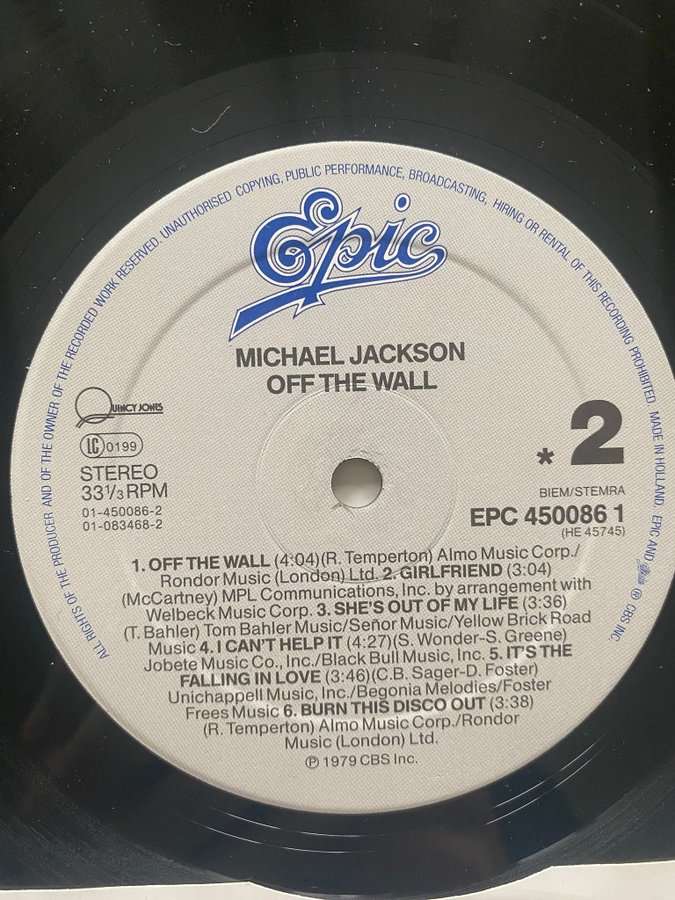 ALL RIGHTS OF THE PRODUCER AND OF THE OWNER OF THE RECORDED WORK RESERVED. UNAUTHORISED COPYING, PUBLIC PERFORMANCE, BROADCASTING, HIRING OR RENTAL OF THIS RECORDING PROHIBITED. MADE IN HOLLAND. EPIC AND Epic ® CBS INC
Epic
MICHAEL JACKSON
OFF THE WALL
QUINCY JONES
LC 0199
STEREO
33 1/3 RPM
01-450086-2
01-083468-2
* 2
BIEM/STEMRA
EPC 450086 1
(HE 45745)
1. OFF THE WALL (4:04)(R. Temperton) Almo Music Corp./
Rondor Music (London) Ltd. 2. GIRLFRIEND (3:04)
(McCartney) MPL Communications, Inc. by arrangement with
Welbeck Music Corp. 3. SHE'S OUT OF MY LIFE (3:36)
(T. Bahler) Tom Bahler Music/Señor Music/Yellow Brick Road
Music 4. I CAN'T HELP IT (4:27)(S. Wonder-S. Greene)
Jobete Music Co., Inc./Black Bull Music, Inc. 5. IT'S THE
FALLING IN LOVE (3:46)(C.B. Sager-D. Foster)
Unichappell Music, Inc./Begonia Melodies/Foster
Frees Music 6. BURN THIS DISCO OUT (3:38)
(R. Temperton) Almo Music Corp./Rondor
Music (London) Ltd.
℗ 1979 CBS Inc.